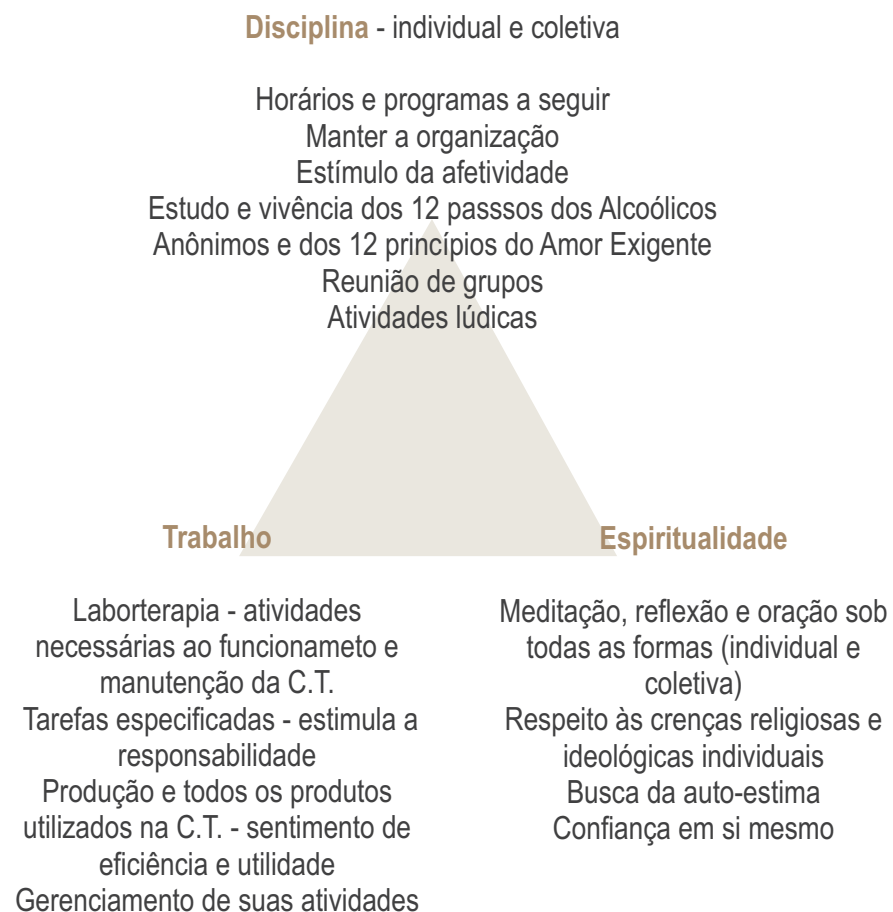 Disciplina - individual e coletiva
Horários e programas a seguir
Manter a organização
Estímulo da afetividade
Estudo e vivência dos 12 passsos dos Alcoólicos
Anônimos e dos 12 princípios do Amor Exigente
Reunião de grupos
Atividades lúdicas
Trabalho
Laborterapia - atividades
necessárias ao funcionameto e
manutenção da C.T.
Tarefas especificadas - estimula a
responsabilidade
Produção e todos os produtos
utilizados na C.T. - sentimento de
eficiência e utilidade
Gerenciamento de suas atividades
Espiritualidade
Meditação, reflexão e oração sob
todas as formas (individual e
coletiva)
Respeito às crenças religiosas e
ideológicas individuais
Busca da auto-estima
Confiança em si mesmo